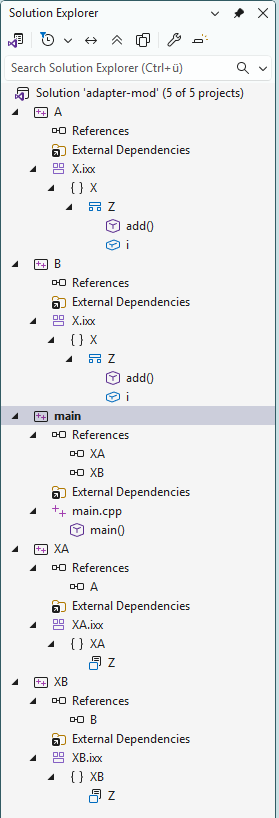 Solution Explorer
Search Solution Explorer (Ctrl+ü)
Solution 'adapter-mod' (5 of 5 projects)
A
References
External Dependencies
X.ixx
{ } X
Z
add()
i
B
References
External Dependencies
X.ixx
{ } X
Z
add()
i
main
References
XA
XB
External Dependencies
main.cpp
main()
XA
References
A
External Dependencies
XA.ixx
{ } XA
Z
XB
References
B
External Dependencies
XB.ixx
{ } XB
Z